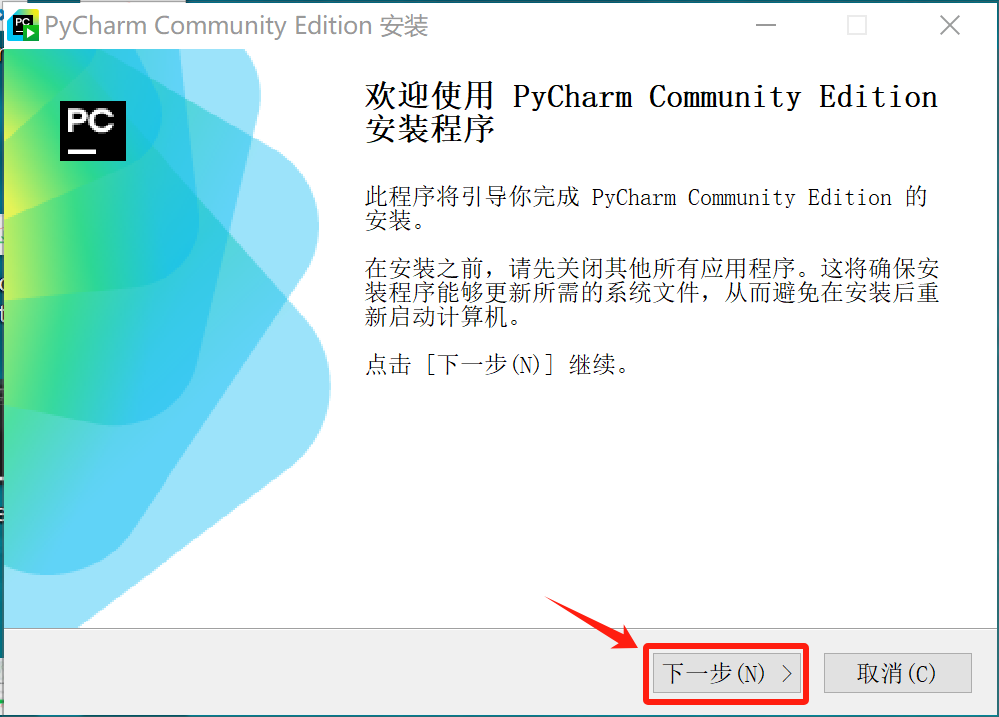 PyCharm Community Edition 安装
PC
欢迎使用 PyCharm Community Edition
安装程序
此程序将引导你完成 PyCharm Community Edition 的
安装。
在安装之前，请先关闭其他所有应用程序。这将确保安
装程序能够更新所需的系统文件，从而避免在安装后重
新启动计算机。
点击 [下一步(N)] 继续。
下一步(N) >
取消(C)